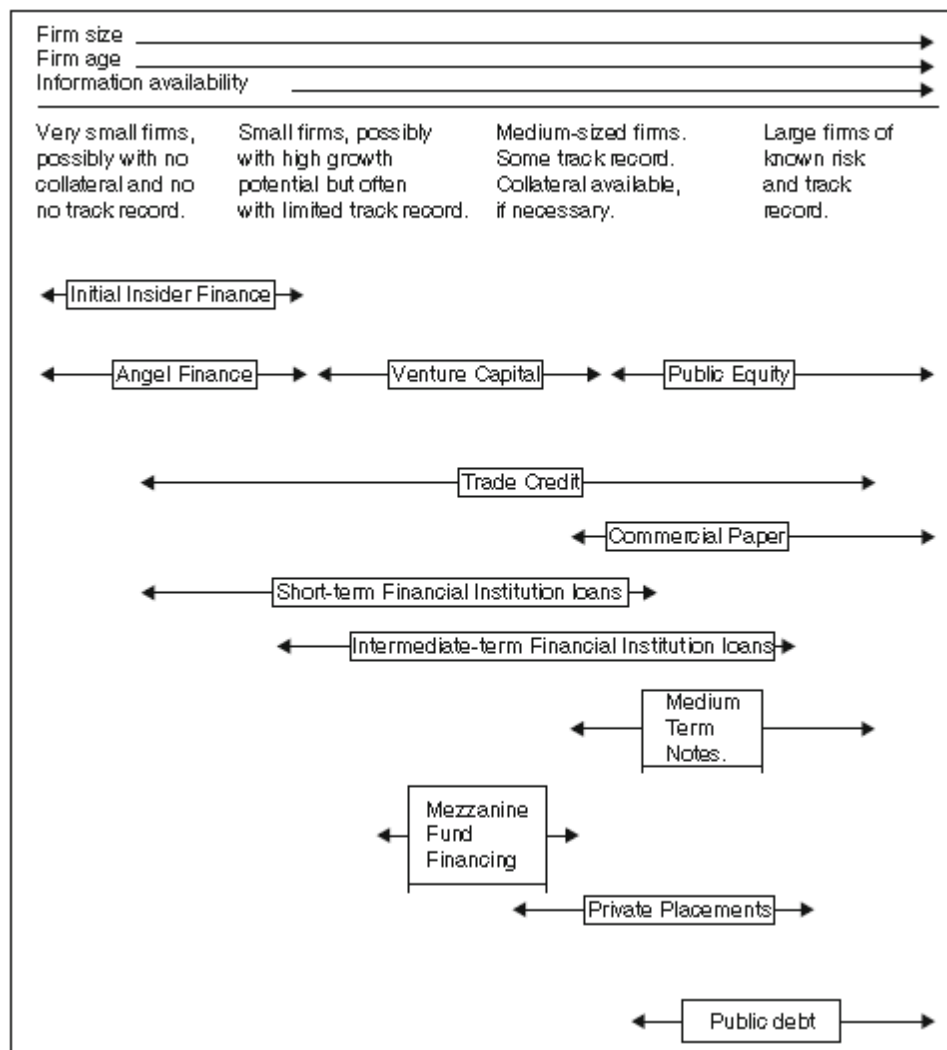 Firm size
Firm age
Information availability
Very small firms,
possibly with no
collateral and no
no track record.
Small firms, possibly
with high growth
potential but often
with limited track record.
Medium-sized firms.
Some track record.
Collateral available,
if necessary.
Large firms of
known risk
and track
record.
Initial Insider Finance
Angel Finance
Venture Capital
Public Equity
Trade Credit
Commercial Paper
Short-term Financial Institution loans
Intermediate-term Financial Institution loans
Medium
Term
Notes.
Mezzanine
Fund
Financing
Private Placements
Public debt